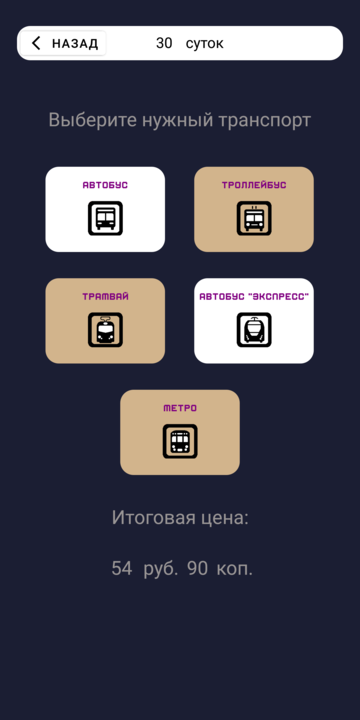 НАЗАД 30 суток
Выберите нужный транспорт
АВТОБУС ТРОЛЛЕЙБУС
ТРАМВАЙ АВТОБУС "ЭКСПРЕСС"
МЕТРО
Итоговая цена:
54 руб. 90 коп.